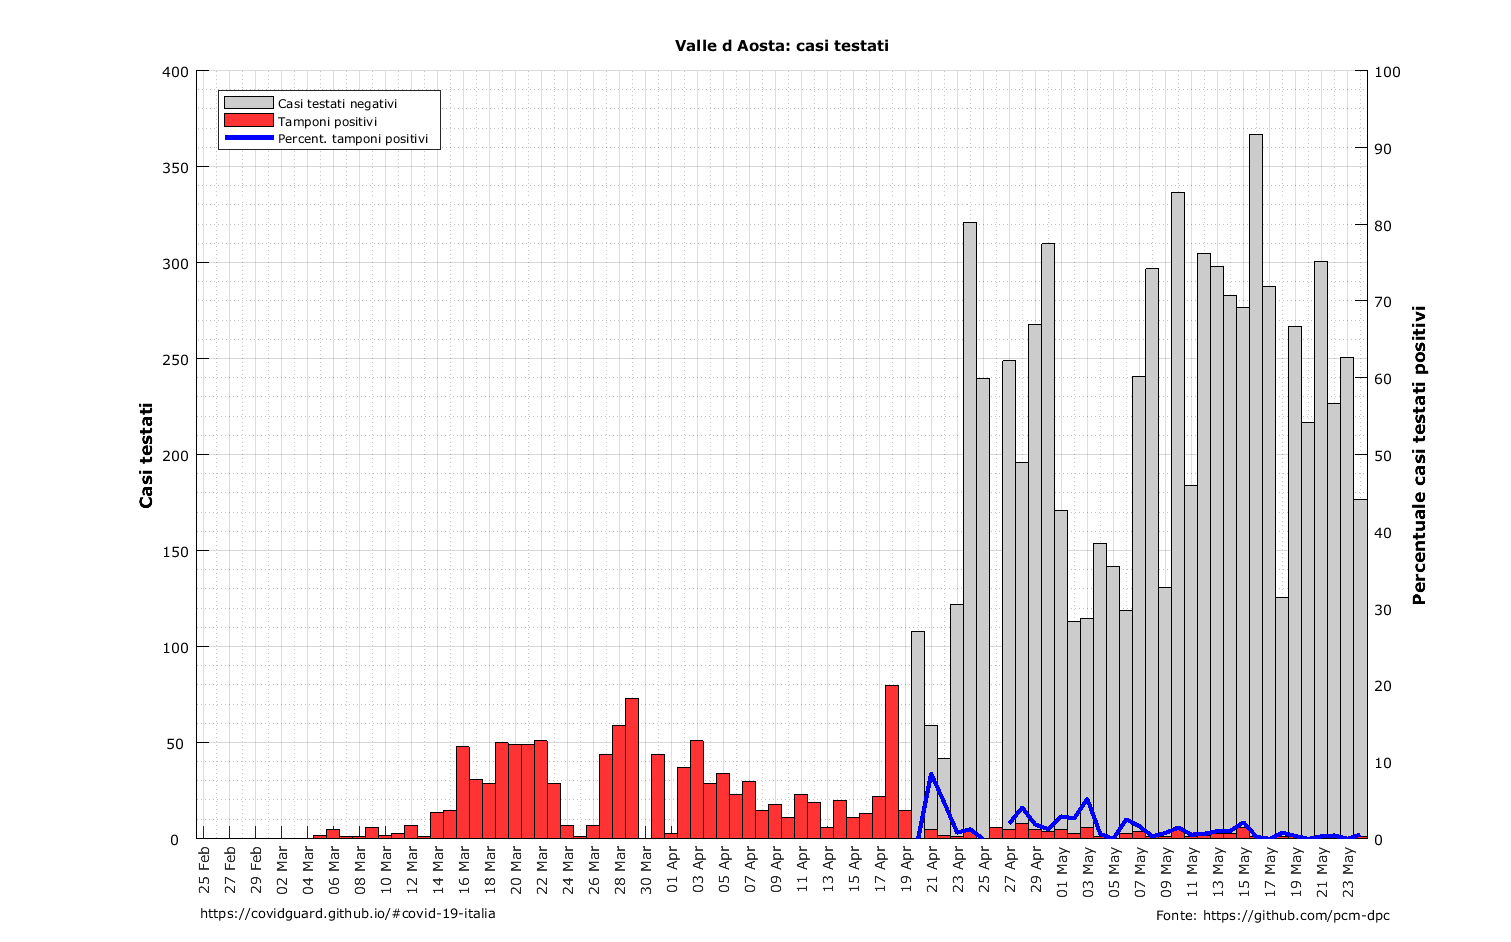 Valle d Aosta: casi testati
Casi testati negativi
Tamponi positivi
Percent. tamponi positivi
Casi testati
400
350
300
250
200
150
100
50
0
100
90
80
70
60
50
40
30
20
10
0
Percentuale casi testati positivi
25 Feb
27 Feb
29 Feb
02 Mar
04 Mar
06 Mar
08 Mar
10 Mar
12 Mar
14 Mar
16 Mar
18 Mar
20 Mar
22 Mar
24 Mar
26 Mar
28 Mar
30 Mar
01 Apr
03 Apr
05 Apr
07 Apr
09 Apr
11 Apr
13 Apr
15 Apr
17 Apr
19 Apr
21 Apr
23 Apr
25 Apr
27 Apr
29 Apr
01 May
03 May
05 May
07 May
09 May
11 May
13 May
15 May
17 May
19 May
21 May
23 May
https://covidguard.github.io/#covid-19-italia
Fonte: https://github.com/pcm-dpc